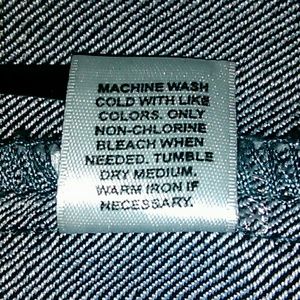 MACHINE WASH
COLD WITH LIKE
COLORS. ONLY
NON-CHLORINE
BLEACH WHEN
NEEDED. TUMBLE
DRY MEDIUM.
WARM IRON IF
NECESSARY.